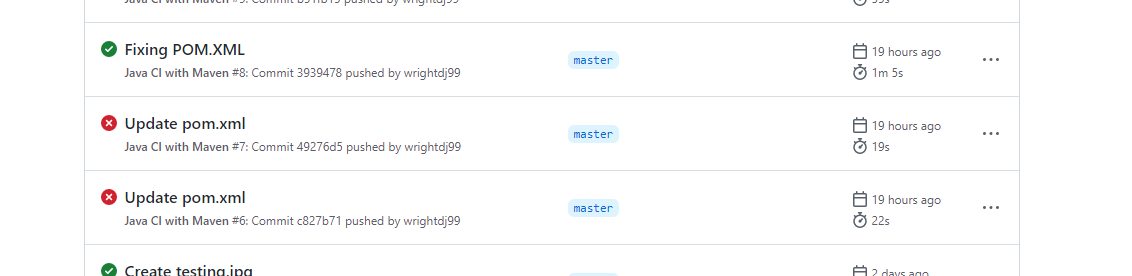 Java CI with Maven #9: Commit pushed by wrightdj99
Fixing POM.XML
Java CI with Maven #8: Commit 3939478 pushed by wrightdj99
master
19 hours ago
1m 5s
Update pom.xml
Java CI with Maven #7: Commit 49276d5 pushed by wrightdj99
master
19 hours ago
19s
Update pom.xml
Java CI with Maven #6: Commit c827b71 pushed by wrightdj99
master
19 hours ago
22s
Create testing.jpg
2 days ago